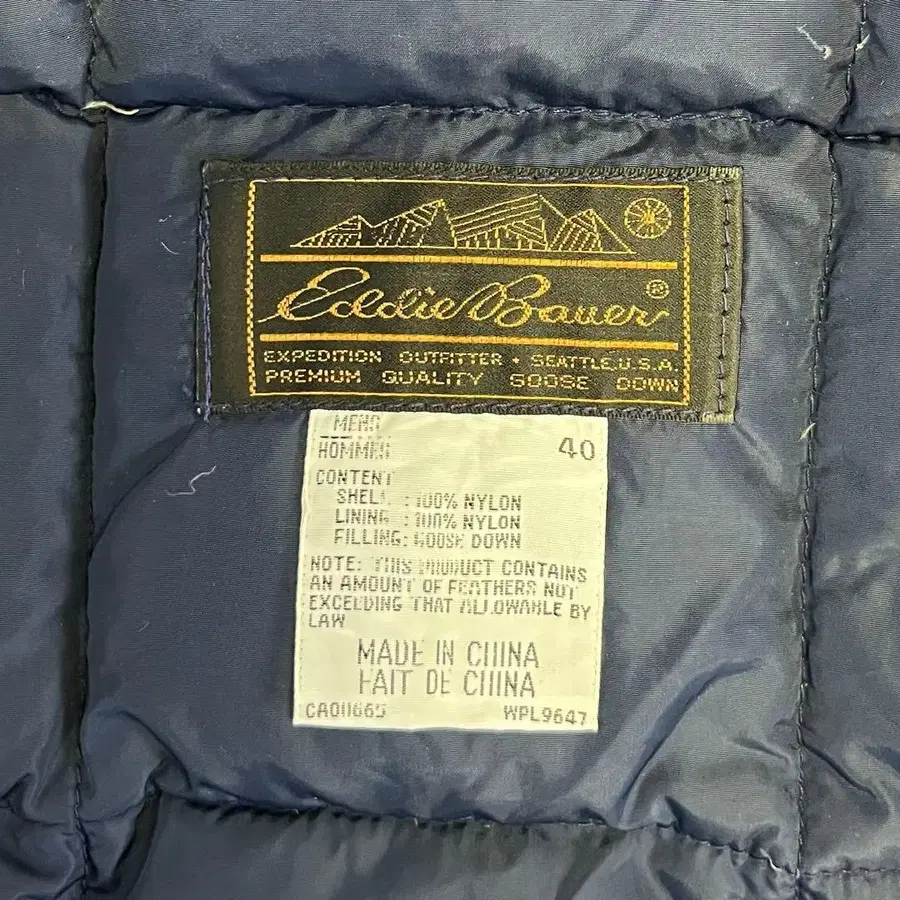 Eddie Bauer®
EXPEDITION OUTFITTER • SEATTLE, U.S.A.
PREMIUM QUALITY GOOSE DOWN
MENS
HOMMES 40
CONTENT
SHELL : 100% NYLON
LINING : 100% NYLON
FILLING: GOOSE DOWN
NOTE: THIS PRODUCT CONTAINS
AN AMOUNT OF FEATHERS NOT
EXCEEDING THAT ALLOWABLE BY
LAW
MADE IN CHINA
FAIT DE CHINA
WPL9647